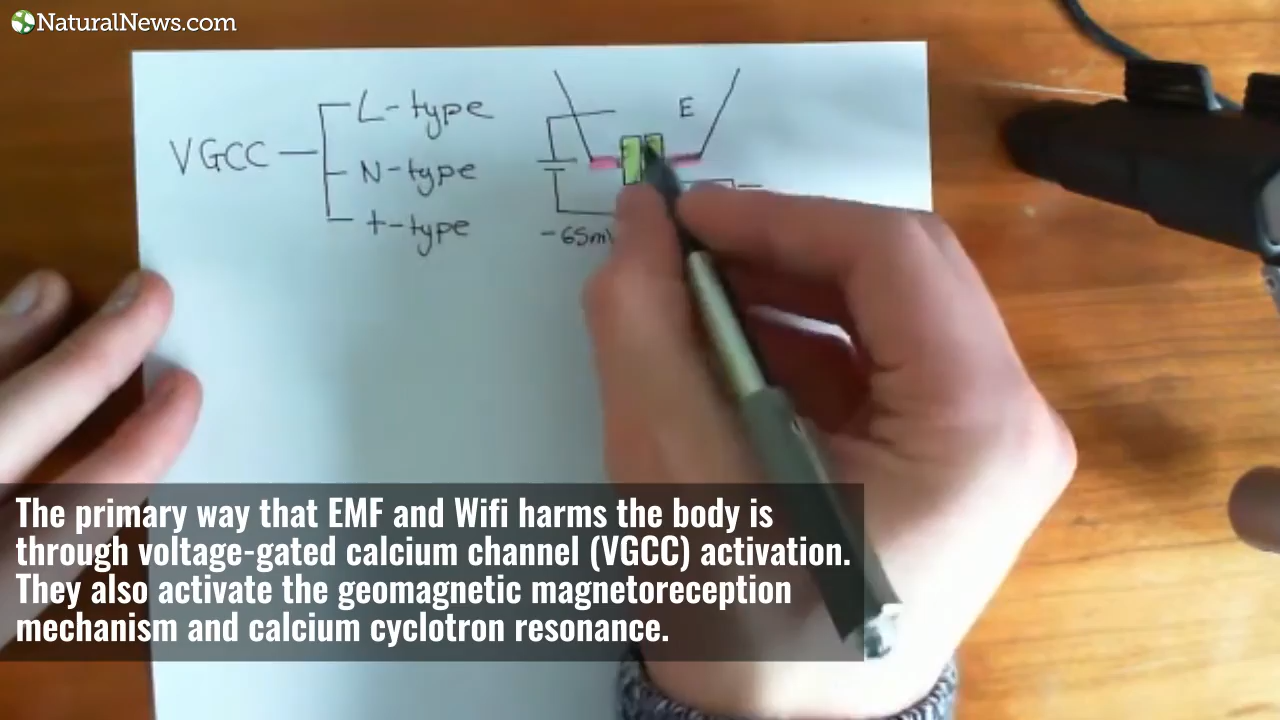 NaturalNews.com
L-type
E
VGCC
N-type
t-type
-65m
The primary way that EMF and Wifi harms the body is
through voltage-gated calcium channel (VGCC) activation.
They also activate the geomagnetic magnetoreception
mechanism and calcium cyclotron resonance.